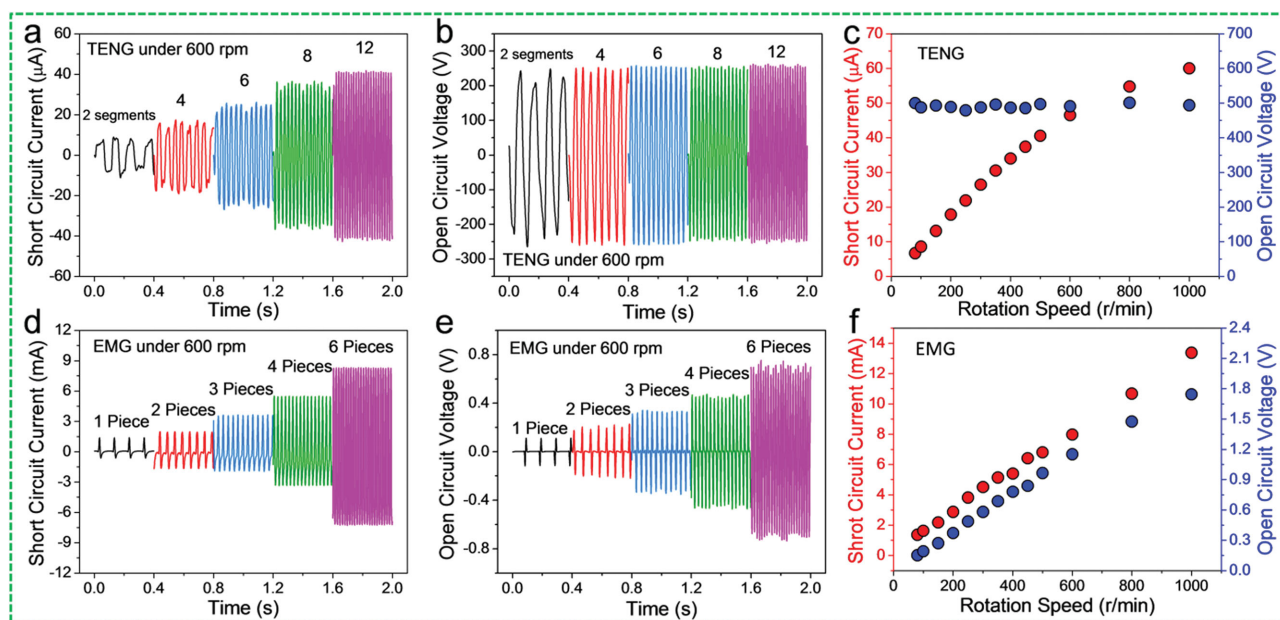 a
TENG under 600 rpm
2 segments
4
6
8
12
60
40
20
0
-20
-40
-60
Short Circuit Current (μA)
0.0 0.4 0.8 1.2 1.6 2.0
Time (s)
b
2 segments
4
6
8
12
TENG under 600 rpm
300
200
100
0
-100
-200
-300
Open Circuit Voltage (V)
0.0 0.4 0.8 1.2 1.6 2.0
Time (s)
c
TENG
70
60
50
40
30
20
10
0
Short Circuit Current (μA)
700
600
500
400
300
200
100
0
Open Circuit Voltage (V)
0 200 400 600 800 1000
Rotation Speed (r/min)
d
EMG under 600 rpm
1 Piece
2 Pieces
3 Pieces
4 Pieces
6 Pieces
12
9
6
3
0
-3
-6
-9
-12
Short Circuit Current (mA)
0.0 0.4 0.8 1.2 1.6 2.0
Time (s)
e
EMG under 600 rpm
1 Piece
2 Pieces
3 Pieces
4 Pieces
6 Pieces
0.8
0.4
0.0
-0.4
-0.8
Open Circuit Voltage (V)
0.0 0.4 0.8 1.2 1.6 2.0
Time (s)
f
EMG
14
12
10
8
6
4
2
0
Shrot Circuit Current (mA)
2.4
2.1
1.8
1.5
1.2
0.9
0.6
0.3
0.0
Open Circuit Voltage (V)
0 200 400 600 800 1000
Rotation Speed (r/min)